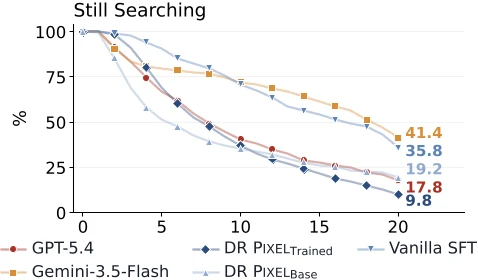 Still Searching
100
75
50
25
0
%
0 5 10 15 20
41.4
35.8
19.2
17.8
9.8
GPT-5.4 DR PIXELTrained Vanilla SFT
Gemini-3.5-Flash DR PIXELBase